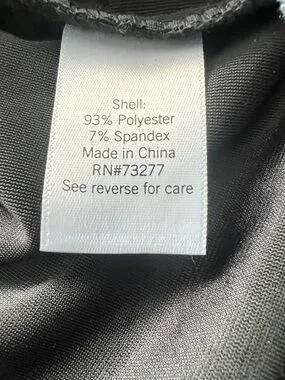 Shell:
93% Polyester
7% Spandex
Made in China
RN#73277
See reverse for care